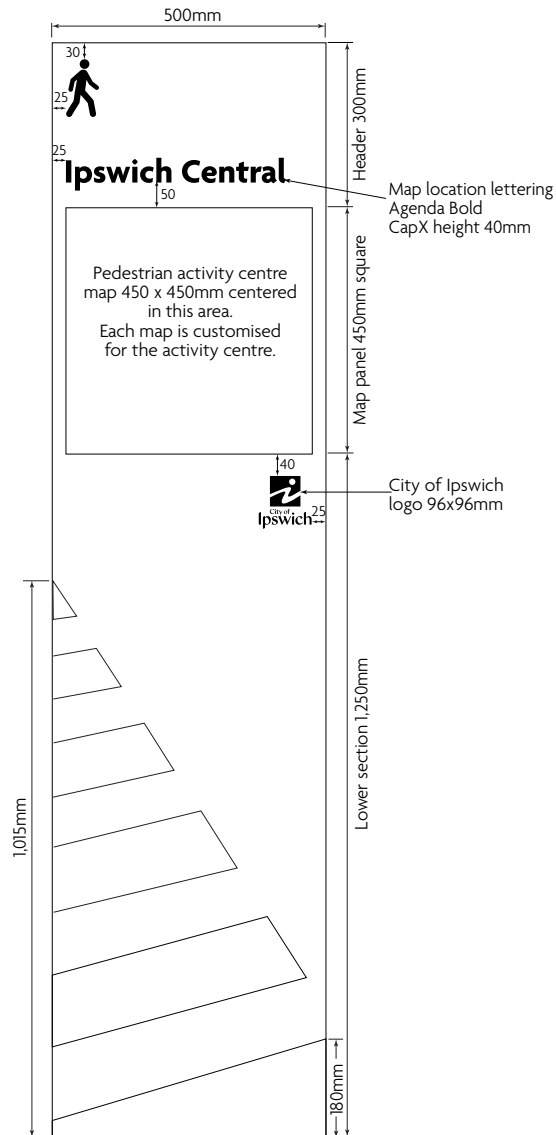 500mm
30
25
25
Ipswich Central
50
Header 300mm
Map location lettering
Agenda Bold
CapX height 40mm
Pedestrian activity centre
map 450 x 450mm centered
in this area.
Each map is customised
for the activity centre.
Map panel 450mm square
40
City of
Ipswich
25
City of Ipswich
logo 96x96mm
Lower section 1,250mm
1,015mm
180mm